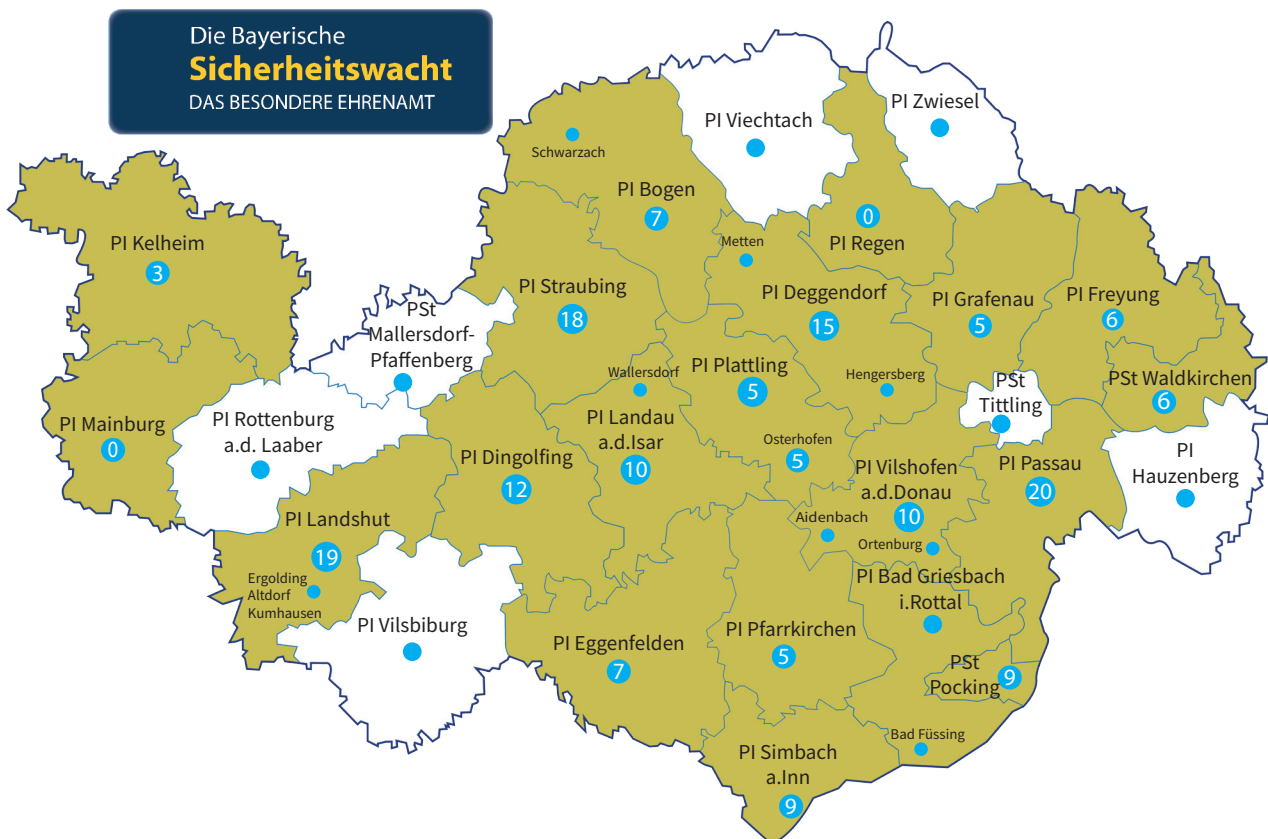 Die Bayerische
Sicherheitswacht
DAS BESONDERE EHRENAMT
PI Viechtach
PI Zwiesel
Schwarzach
PI Bogen
7
0
PI Regen
PI Kelheim
3
Metten
PI Straubing
18
PI Deggendorf
15
PI Grafenau
5
PI Freyung
6
PSt
Mallersdorf-
Pfaffenberg
Wallersdorf
PI Plattling
5
Hengersberg
PSt
Tittling
PSt Waldkirchen
6
PI Mainburg
0
PI Rottenburg
a.d. Laaber
PI Landau
a.d.Isar
10
Osterhofen
5
PI Dingolfing
12
PI Vilshofen
a.d.Donau
10
PI Passau
20
PI
Hauzenberg
PI Landshut
19
Aidenbach
Ortenburg
Ergolding
Altdorf
Kumhausen
PI Bad Griesbach
i.Rottal
PI Vilsbiburg
PI Eggenfelden
7
PI Pfarrkirchen
5
PSt
Pocking
9
Bad Füssing
PI Simbach
a.Inn
9